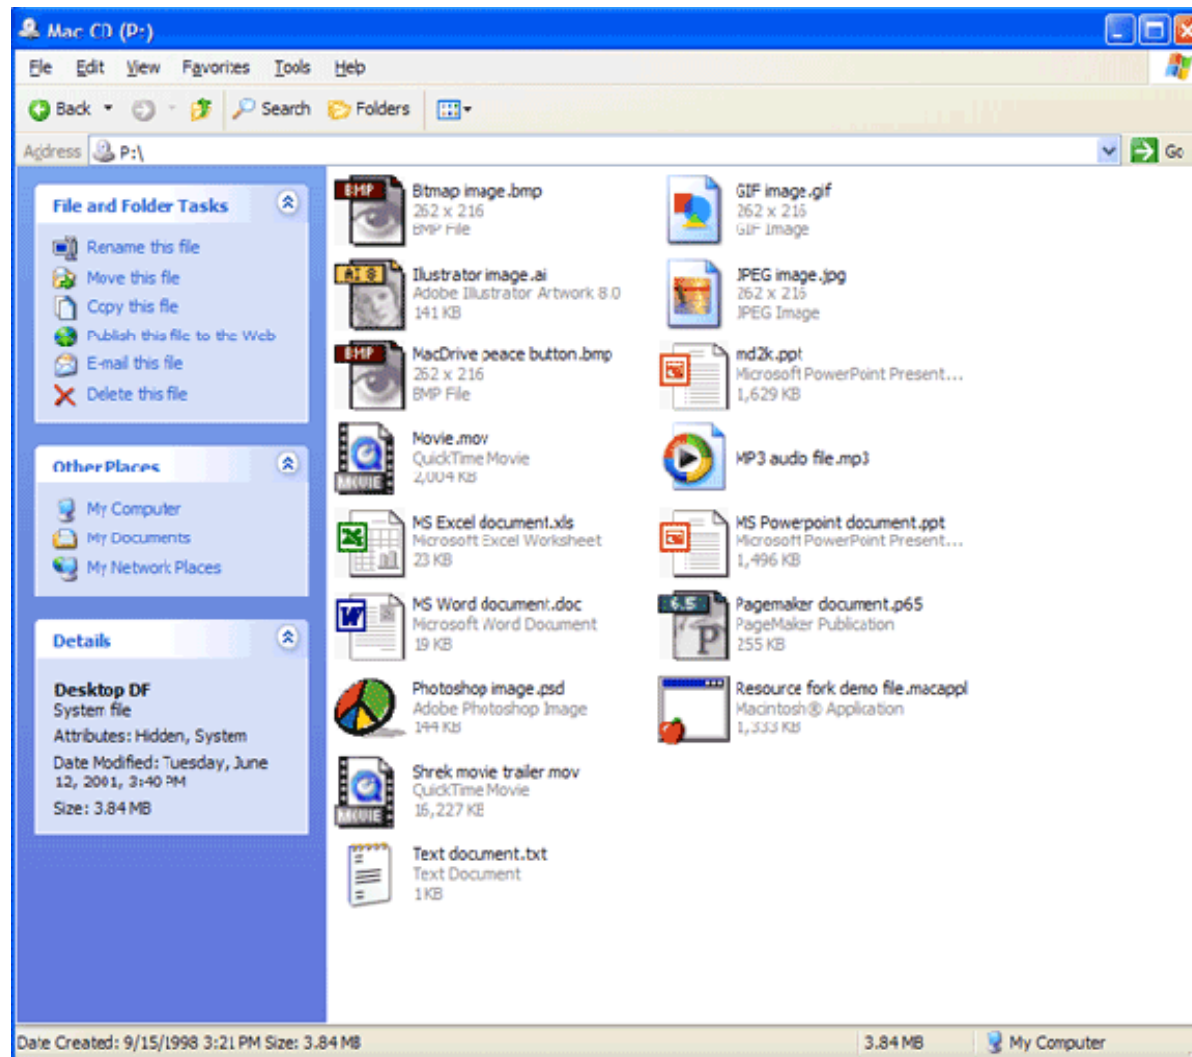 Mac CD (P:)
File Edit View Favorites Tools Help
Back Search Folders
Address P:\ Go
File and Folder Tasks
Rename this file
Move this file
Copy this file
Publish this file to the Web
E-mail this file
Delete this file
Other Places
My Computer
My Documents
My Network Places
Details
Desktop DF
System file
Attributes: Hidden, System
Date Modified: Tuesday, June
12, 2001, 3:40 PM
Size: 3.84 MB
BMP
Bitmap image.bmp
262 x 216
BMP File
GIF image.gif
262 x 216
GIF Image
AI 8
Illustrator image.ai
Adobe Illustrator Artwork 8.0
141 KB
JPEG image.jpg
262 x 216
JPEG Image
BMP
MacDrive peace button.bmp
262 x 216
BMP File
md2k.ppt
Microsoft PowerPoint Present...
1,629 KB
MOVIE
Movie.mov
QuickTime Movie
2,004 KB
MP3 audio file.mp3
MS Excel document.xls
Microsoft Excel Worksheet
23 KB
MS Powerpoint document.ppt
Microsoft PowerPoint Present...
1,496 KB
MS Word document.doc
Microsoft Word Document
19 KB
6.5
P
Pagemaker document.p65
PageMaker Publication
255 KB
Photoshop image.psd
Adobe Photoshop Image
144 KB
Resource fork demo file.macappl
Macintosh® Application
1,333 KB
MOVIE
Shrek movie trailer.mov
QuickTime Movie
16,227 KB
Text document.txt
Text Document
1 KB
Date Created: 9/15/1998 3:21 PM Size: 3.84 MB 3.84 MB My Computer